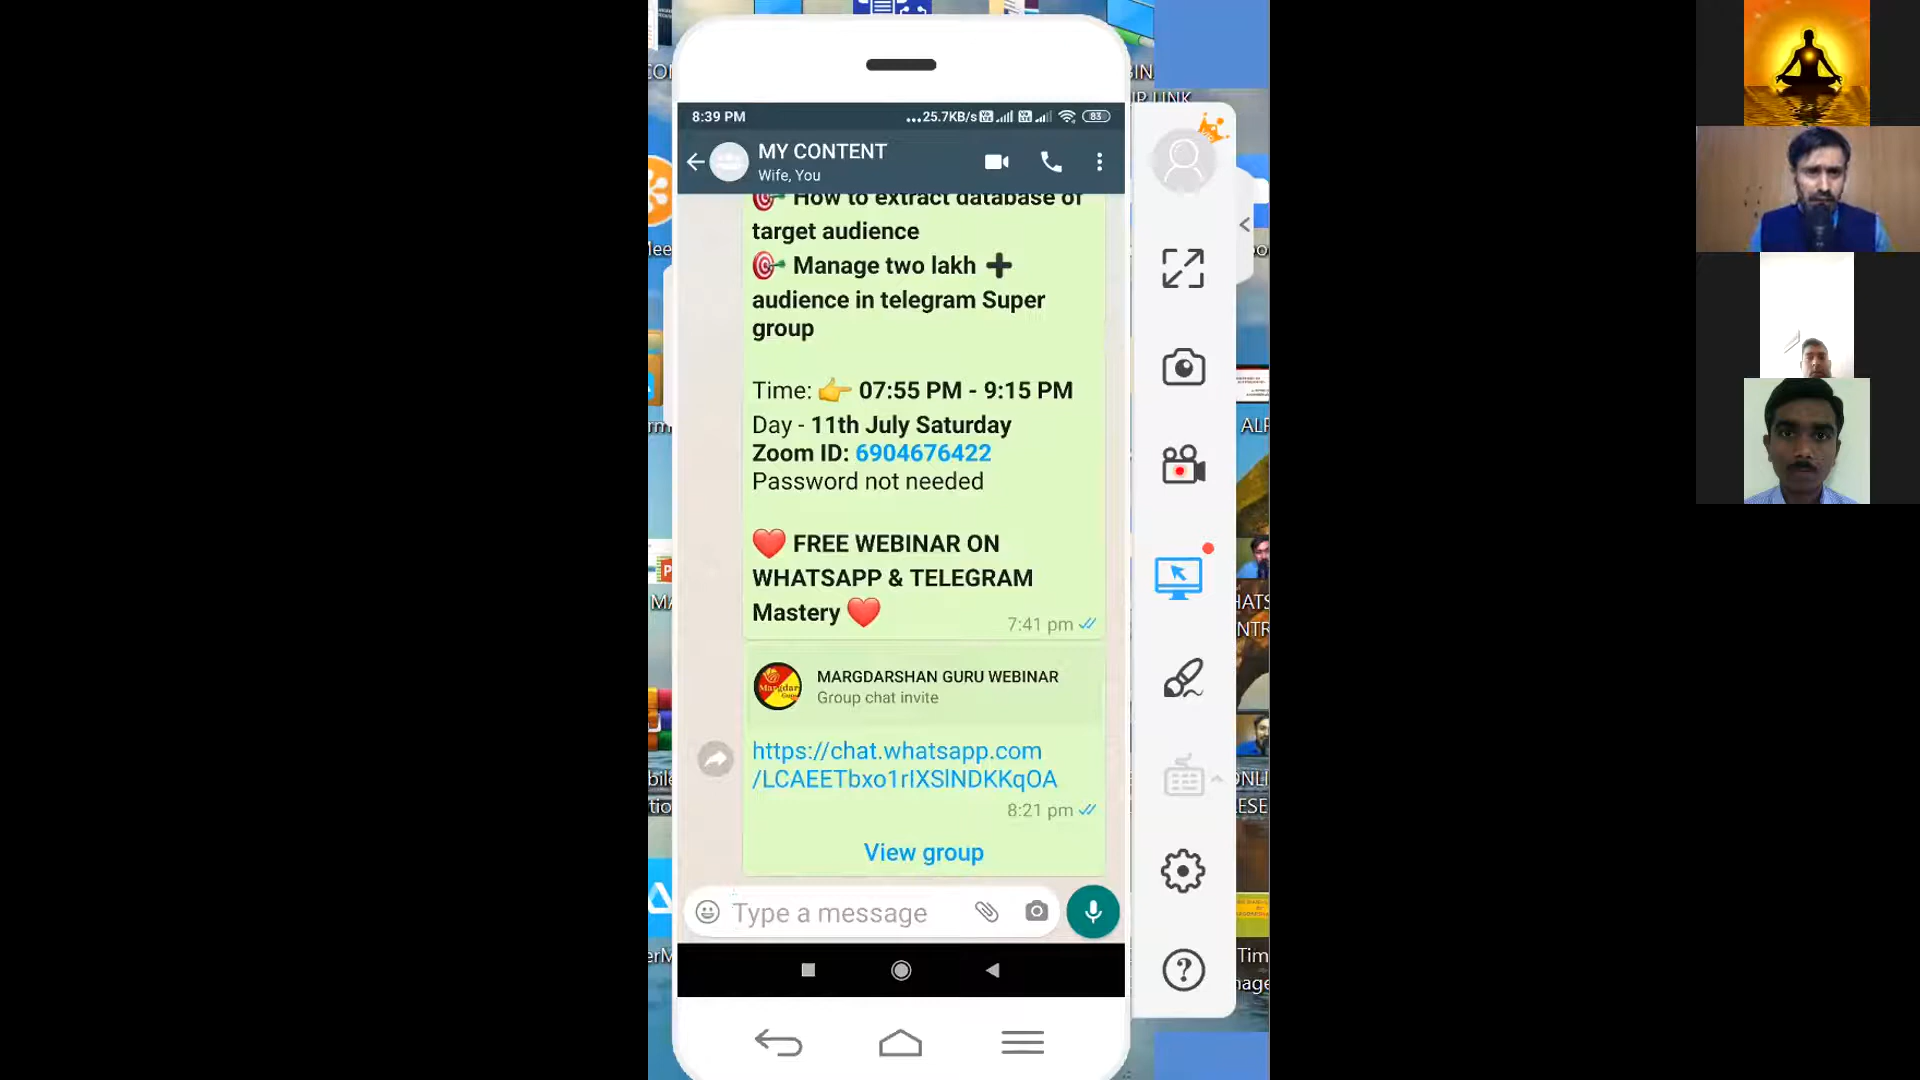 8:39 PM
...25.7KB/s
83
MY CONTENT
Wife, You
How to extract database of
target audience
Manage two lakh ➕
audience in telegram Super
group
Time: 👉 07:55 PM - 9:15 PM
Day - 11th July Saturday
Zoom ID: 6904676422
Password not needed
❤️ FREE WEBINAR ON
WHATSAPP & TELEGRAM
Mastery ❤️
7:41 pm
MARGDARSHAN GURU WEBINAR
Group chat invite
https://chat.whatsapp.com
/LCAEETbxo1rIXSlNDKKqOA
8:21 pm
View group
Type a message